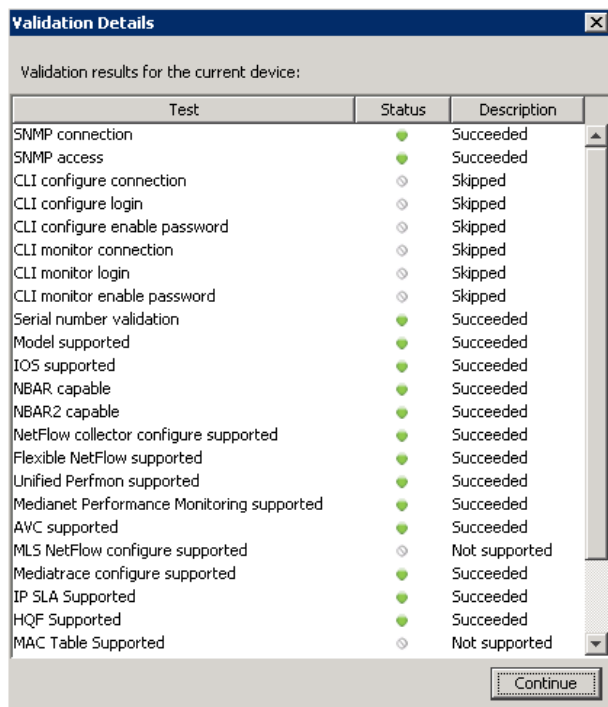 Validation Details
Validation results for the current device:
Test Status Description
SNMP connection Succeeded
SNMP access Succeeded
CLI configure connection Skipped
CLI configure login Skipped
CLI configure enable password Skipped
CLI monitor connection Skipped
CLI monitor login Skipped
CLI monitor enable password Skipped
Serial number validation Succeeded
Model supported Succeeded
IOS supported Succeeded
NBAR capable Succeeded
NBAR2 capable Succeeded
NetFlow collector configure supported Succeeded
Flexible NetFlow supported Succeeded
Unified Perfmon supported Succeeded
Medianet Performance Monitoring supported Succeeded
AVC supported Succeeded
MLS NetFlow configure supported Not supported
Mediatrace configure supported Succeeded
IP SLA Supported Succeeded
HQF Supported Succeeded
MAC Table Supported Not supported
Continue